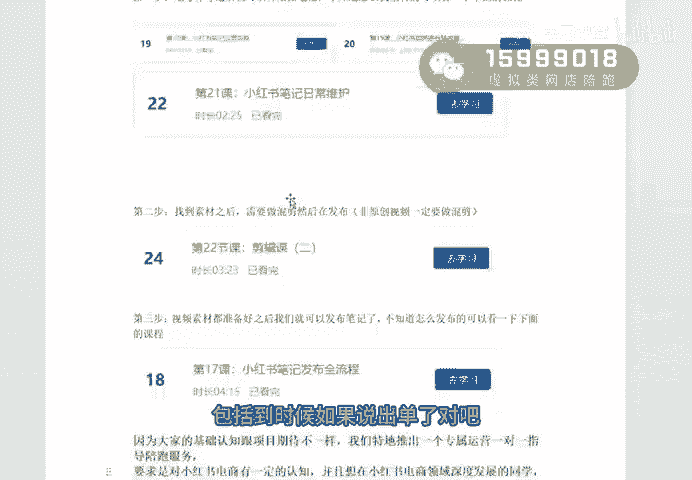 19
20
15999018
虚拟类网店陪跑
22
第21课：小红书笔记日常维护
去学习
时长02:25 已看完
第二步：找到素材之后，需要做混剪然后在发布（非原创视频一定要做混剪）
24
第22节课：剪辑课（二）
去学习
时长03:23 已看完
第三步：视频素材都准备好之后我们就可以发布笔记了，不知道怎么发布的可以看一下下面
的课程
18
第17课：小红书笔记发布全流程
去学习
时长04:15 已看完
包括到时候如果说出单了对吧
因为大家的基础认知跟项目期待不一样，我们特地推出一个专属运营一对一指
导陪跑服务，
要求是对小红书电商有一定的认知，并且想在小红书电商领域深度发展的同学，